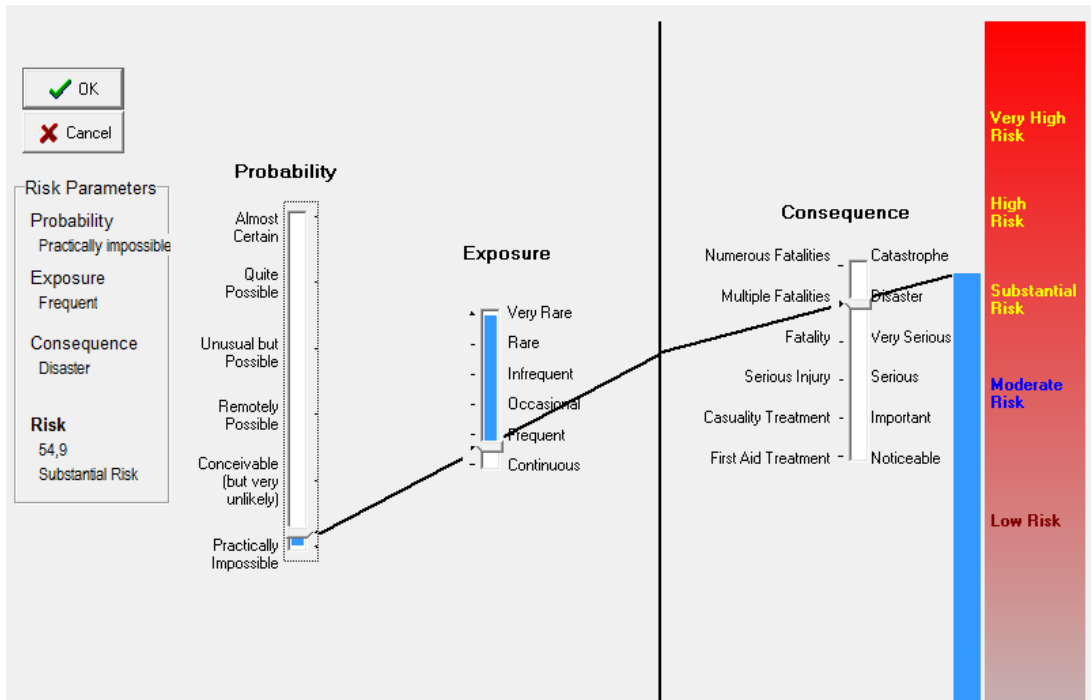 OK
Cancel
Risk Parameters
Probability
Practically impossible
Exposure
Frequent
Consequence
Disaster
Risk
54,9
Substantial Risk
Probability
Almost
Certain
Quite
Possible
Unusual but
Possible
Remotely
Possible
Conceivable
(but very
unlikely)
Practically
Impossible
Exposure
Very Rare
Rare
Infrequent
Occasional
Frequent
Continuous
Consequence
Numerous Fatalities
Catastrophe
Multiple Fatalities
Disaster
Fatality
Very Serious
Serious Injury
Serious
Casuality Treatment
Important
First Aid Treatment
Noticeable
Very High
Risk
High
Risk
Substantial
Risk
Moderate
Risk
Low Risk